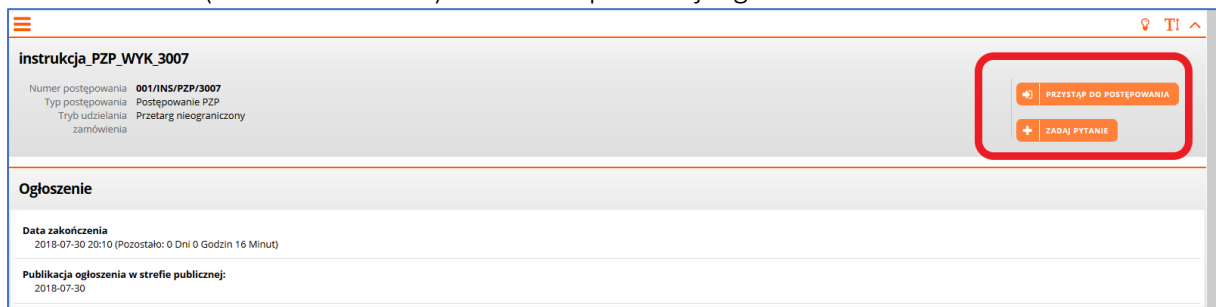 TI
instrukcja_PZP_WYK_3007
Numer postępowania 001/INS/PZP/3007
Typ postępowania Postępowanie PZP
Tryb udzielania Przetarg nieograniczony
zamówienia
PRZYSTĄP DO POSTĘPOWANIA
ZADAJ PYTANIE
Ogłoszenie
Data zakończenia
2018-07-30 20:10 (Pozostało: 0 Dni 0 Godzin 16 Minut)
Publikacja ogłoszenia w strefie publicznej:
2018-07-30